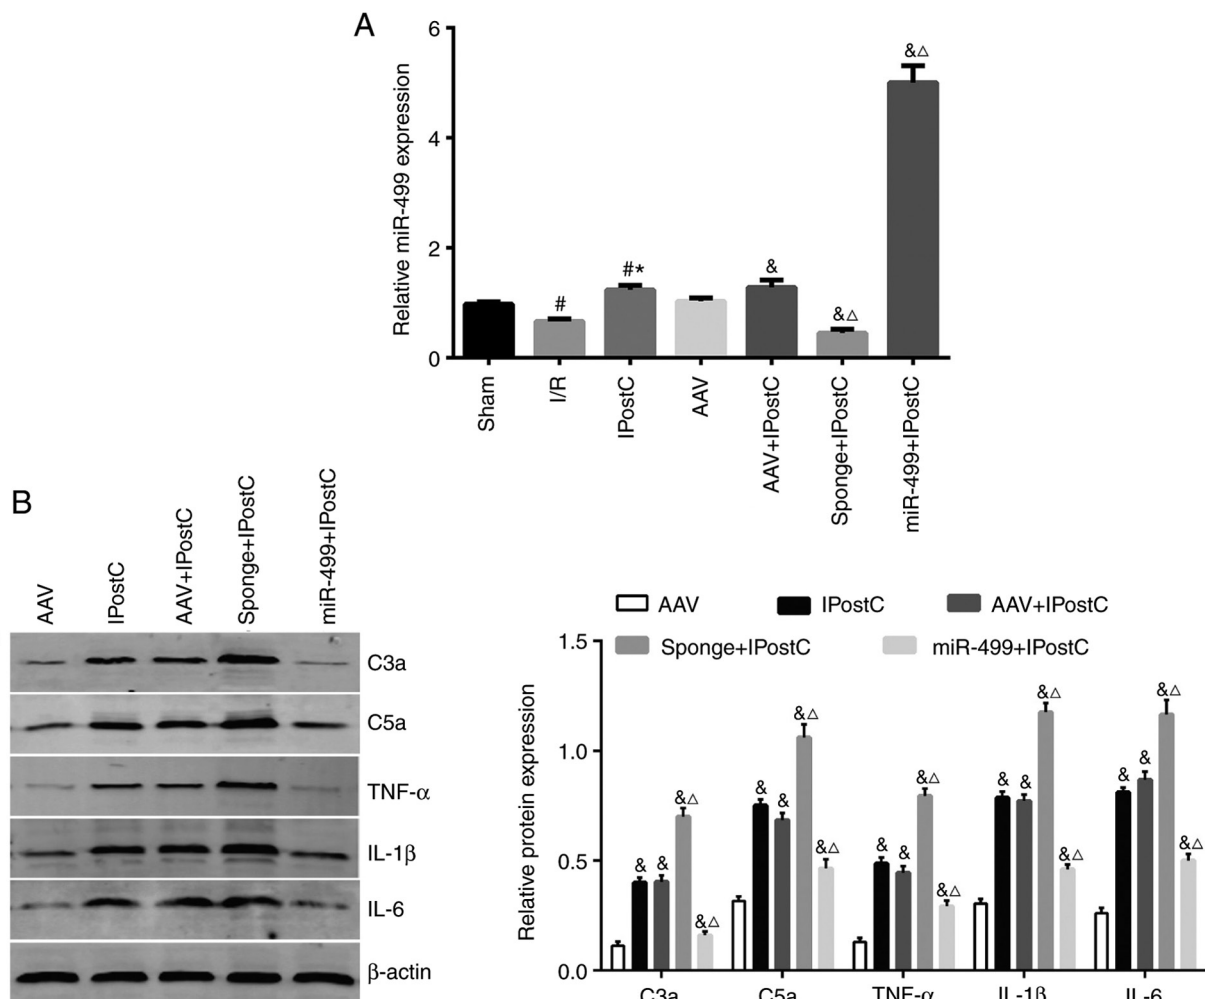 A
Relative miR-499 expression
6
4
2
0
#
#*
&
&△
&△
Sham
I/R
IPostC
AAV
AAV+IPostC
Sponge+IPostC
miR-499+IPostC
B
AAV
IPostC
AAV+IPostC
Sponge+IPostC
miR-499+IPostC
C3a
C5a
TNF-α
IL-1β
IL-6
β-actin
AAV IPostC AAV+IPostC
Sponge+IPostC miR-499+IPostC
Relative protein expression
1.5
1.0
0.5
0.0
& & &△ &△
& & &△ &△
& & &△ &△
& & &△ &△
& & &△ &△
C3a C5a TNF-α IL-1β IL-6